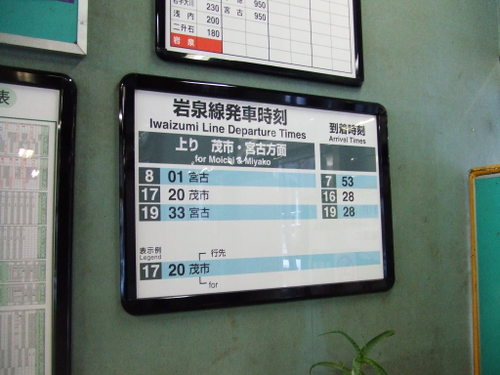 950
浅内 200 宮古 950
二升石 180
岩泉
表
岩泉線発車時刻
Iwaizumi Line Departure Times
到着時刻
Arrival Times
上り 茂市・宮古方面
for Moichi & Miyako
8 01 宮古 7 53
17 20 茂市 16 28
19 33 宮古 19 28
表示例
Legend
行先
17 20 茂市
for